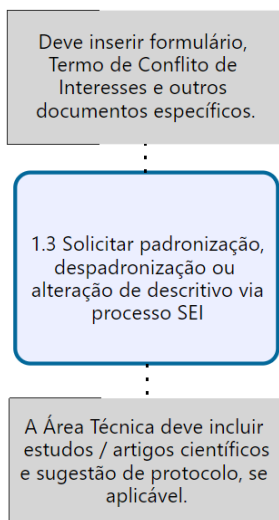 Deve inserir formulário,
Termo de Conflito de
Interesses e outros
documentos específicos.
1.3 Solicitar padronização,
despadronização ou
alteração de descritivo via
processo SEI
A Área Técnica deve incluir
estudos / artigos científicos
e sugestão de protocolo, se
aplicável.